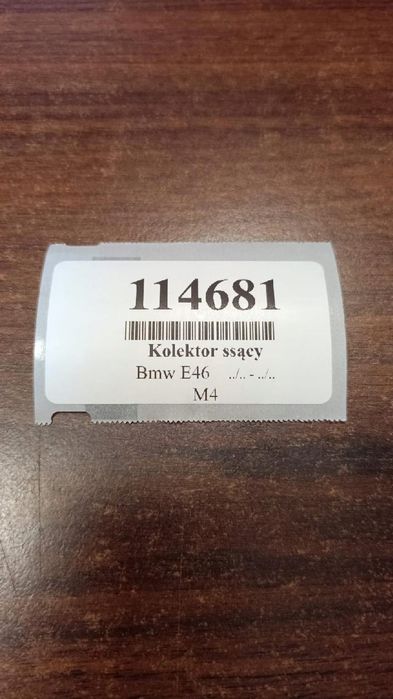 114681
Kolektor ssący
Bmw E46 ../.. - ../..
M4